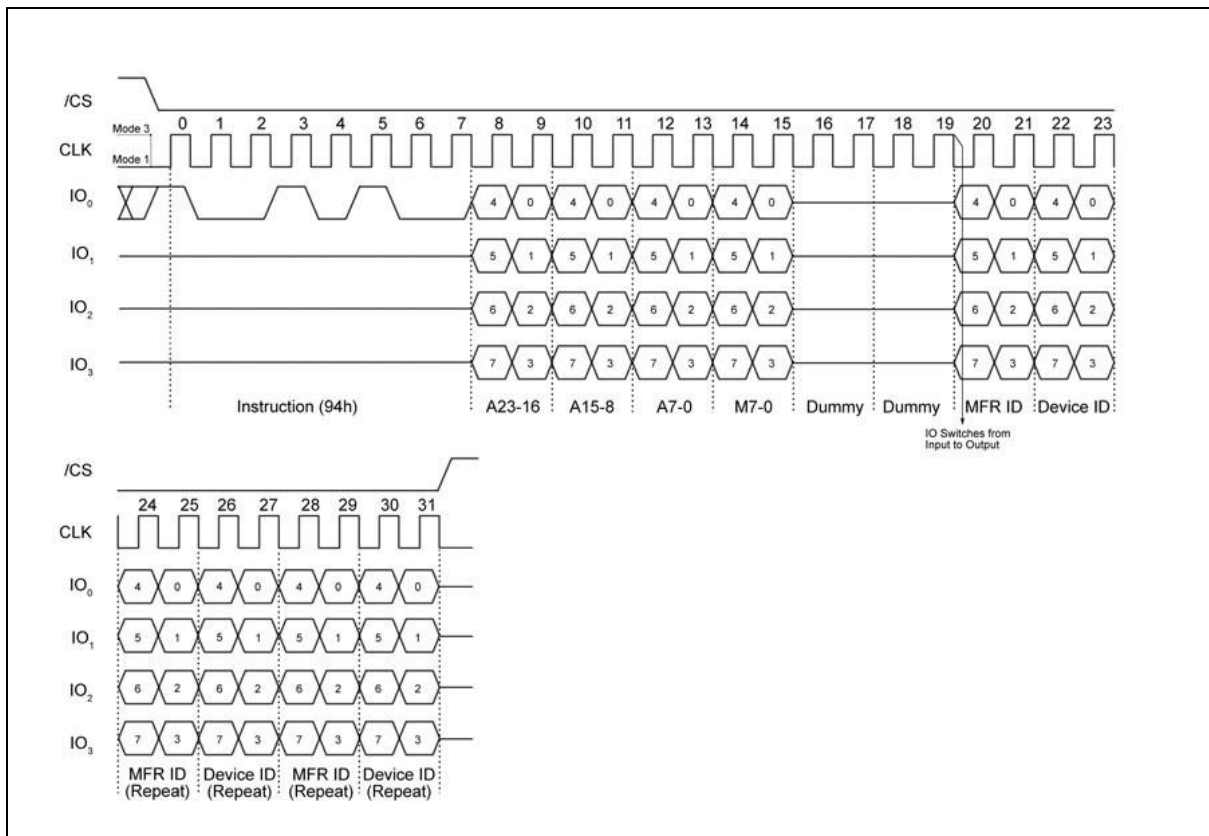 /CS
Mode 3
Mode 1
CLK
0 1 2 3 4 5 6 7 8 9 10 11 12 13 14 15 16 17 18 19 20 21 22 23
IO0 4 0 4 0 4 0 4 0 4 0 4 0
IO1 5 1 5 1 5 1 5 1 5 1 5 1
IO2 6 2 6 2 6 2 6 2 6 2 6 2
IO3 7 3 7 3 7 3 7 3 7 3 7 3
Instruction (94h) A23-16 A15-8 A7-0 M7-0 Dummy Dummy MFR ID Device ID
IO Switches from
Input to Output
/CS
24 25 26 27 28 29 30 31
CLK
IO0 4 0 4 0 4 0 4 0
IO1 5 1 5 1 5 1 5 1
IO2 6 2 6 2 6 2 6 2
IO3 7 3 7 3 7 3 7 3
MFR ID Device ID MFR ID Device ID
(Repeat) (Repeat) (Repeat) (Repeat)